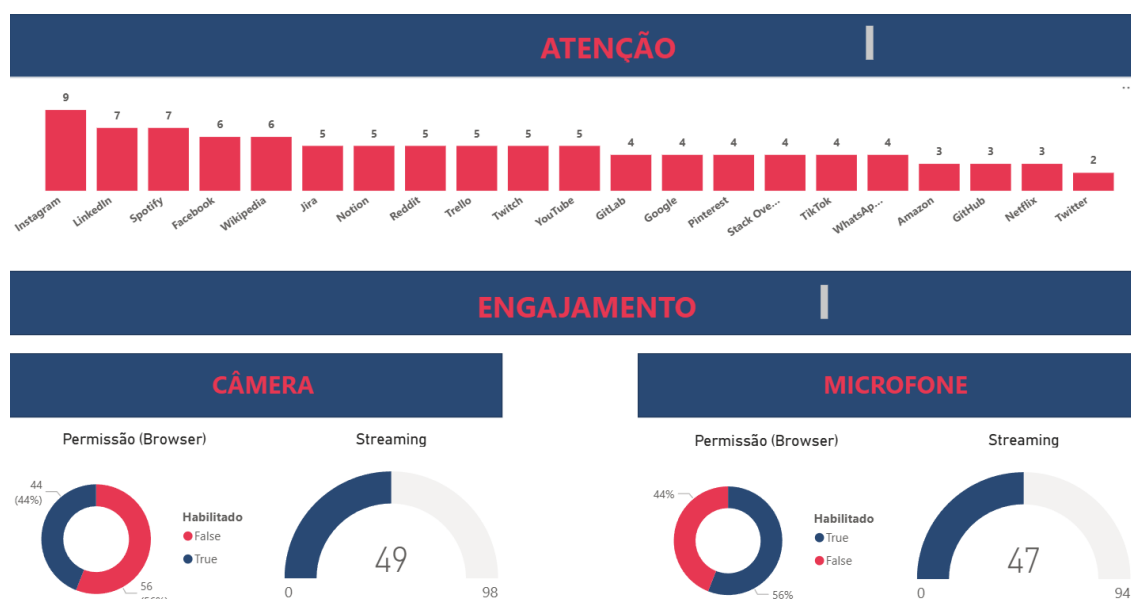 ATENÇÃO
...
9 7 7 6 6 5 5 5 5 5 5 4 4 4 4 4 4 3 3 3 2
Instagram LinkedIn Spotify Facebook Wikipedia Jira Notion Reddit Trello Twitch YouTube GitLab Google Pinterest Stack Ove... TikTok WhatsAp... Amazon GitHub Netflix Twitter
ENGAJAMENTO
CÂMERA
Permissão (Browser)
44
(44%)
Habilitado
False
True
56
(56%)
Streaming
49
0 98
MICROFONE
Permissão (Browser)
44%
Habilitado
True
False
56%
Streaming
47
0 94